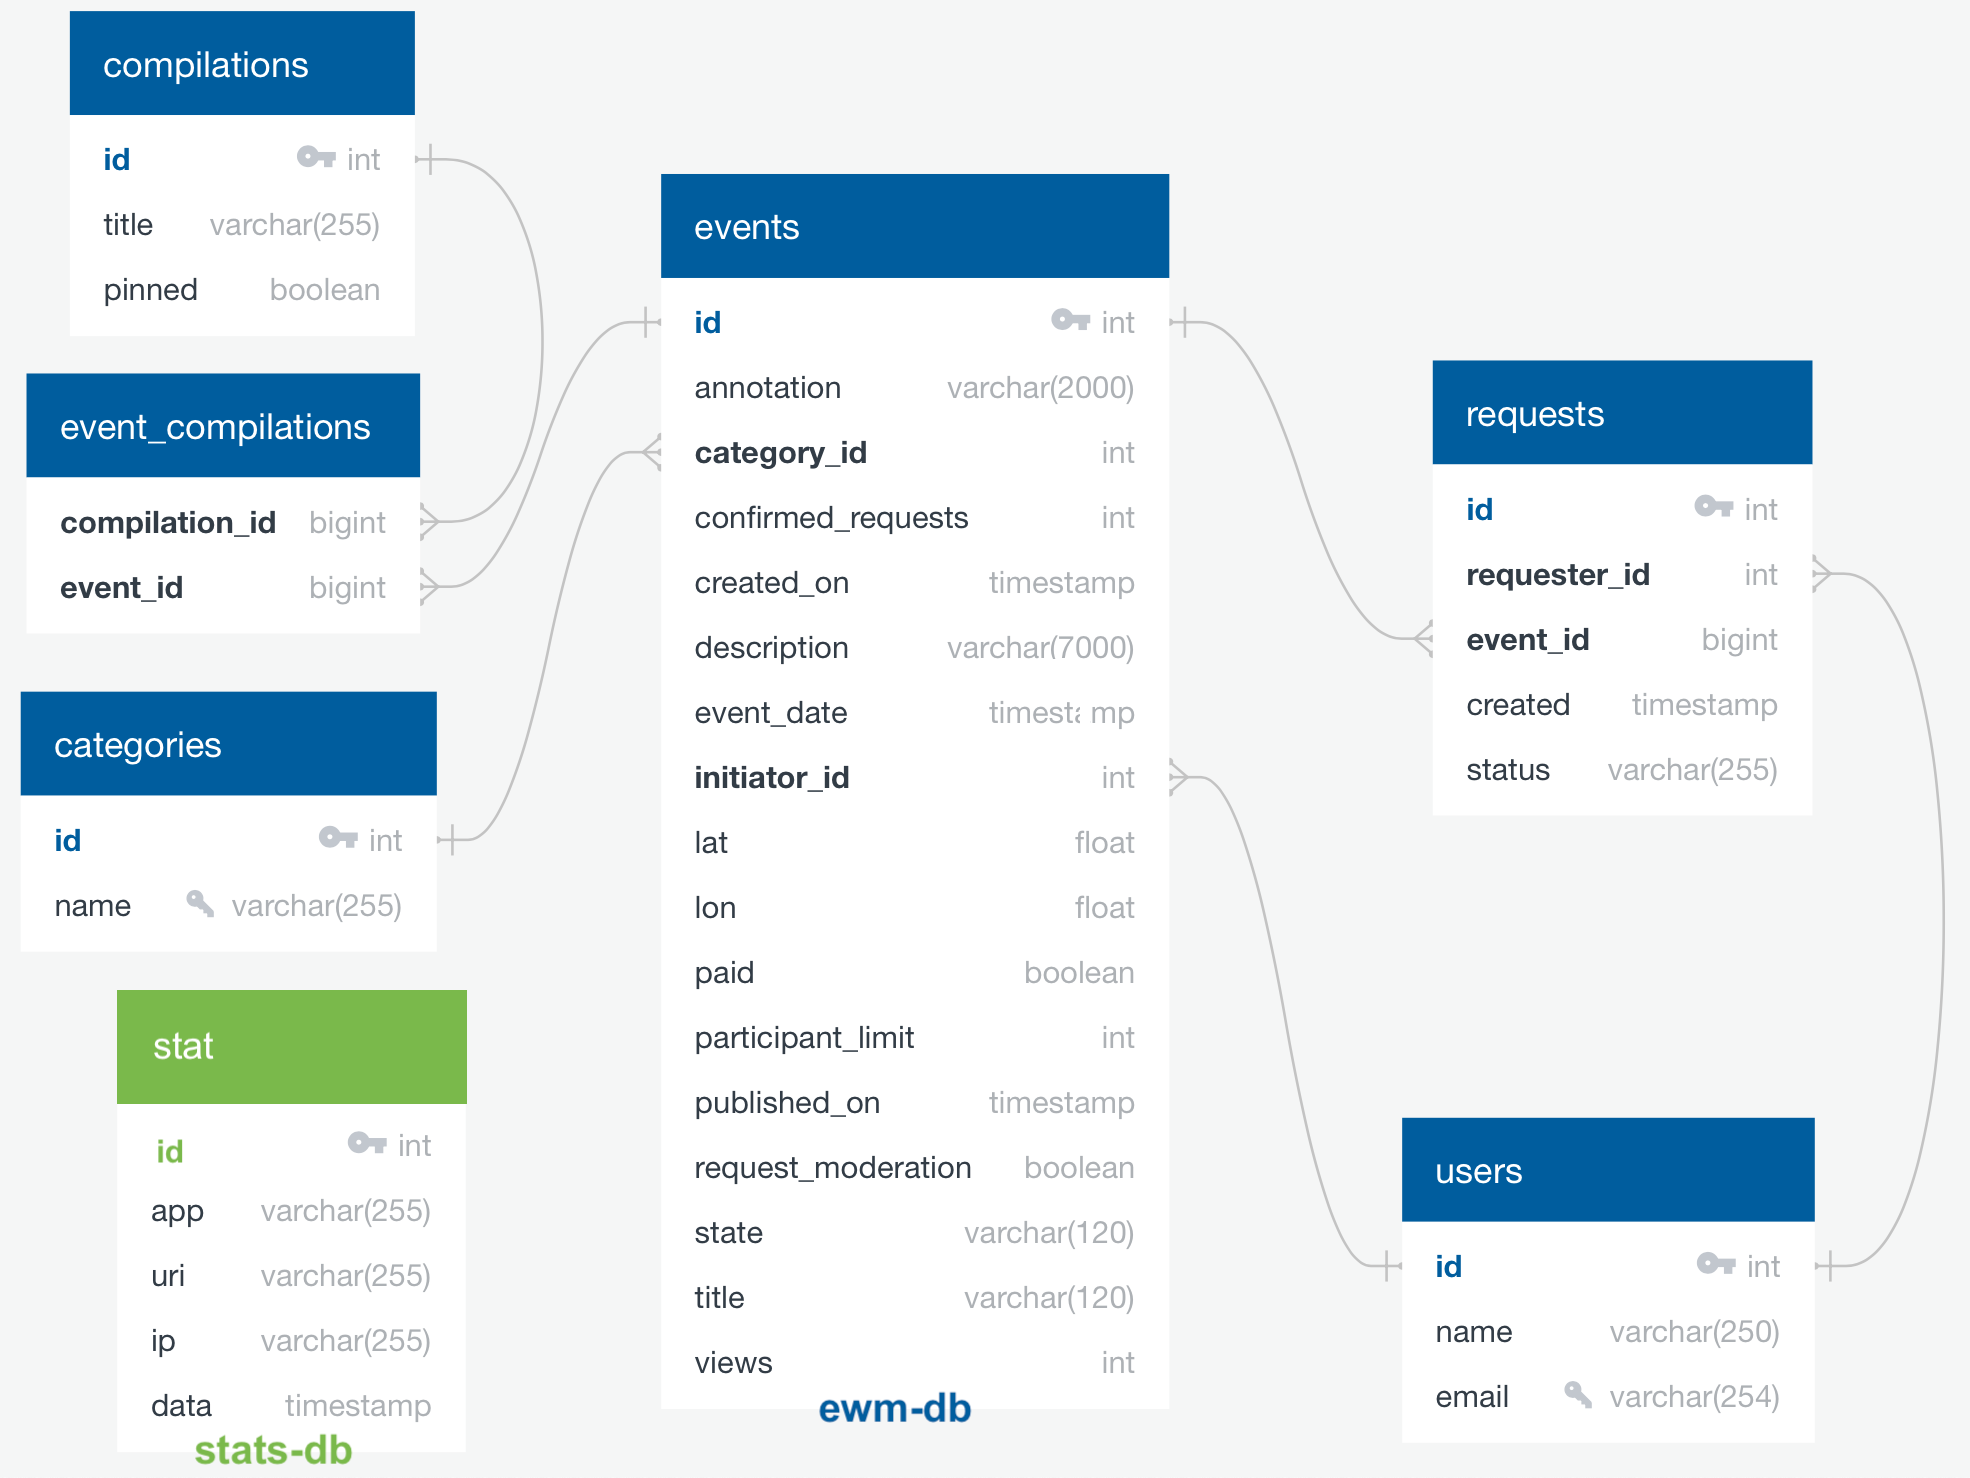 compilations
id int
title varchar(255)
pinned boolean
event_compilations
compilation_id bigint
event_id bigint
categories
id int
name varchar(255)
stat
id int
app varchar(255)
uri varchar(255)
ip varchar(255)
data timestamp
stats-db
events
id int
annotation varchar(2000)
category_id int
confirmed_requests int
created_on timestamp
description varchar(7000)
event_date timestamp
initiator_id int
lat float
lon float
paid boolean
participant_limit int
published_on timestamp
request_moderation boolean
state varchar(120)
title varchar(120)
views int
ewm-db
requests
id int
requester_id int
event_id bigint
created timestamp
status varchar(255)
users
id int
name varchar(250)
email varchar(254)